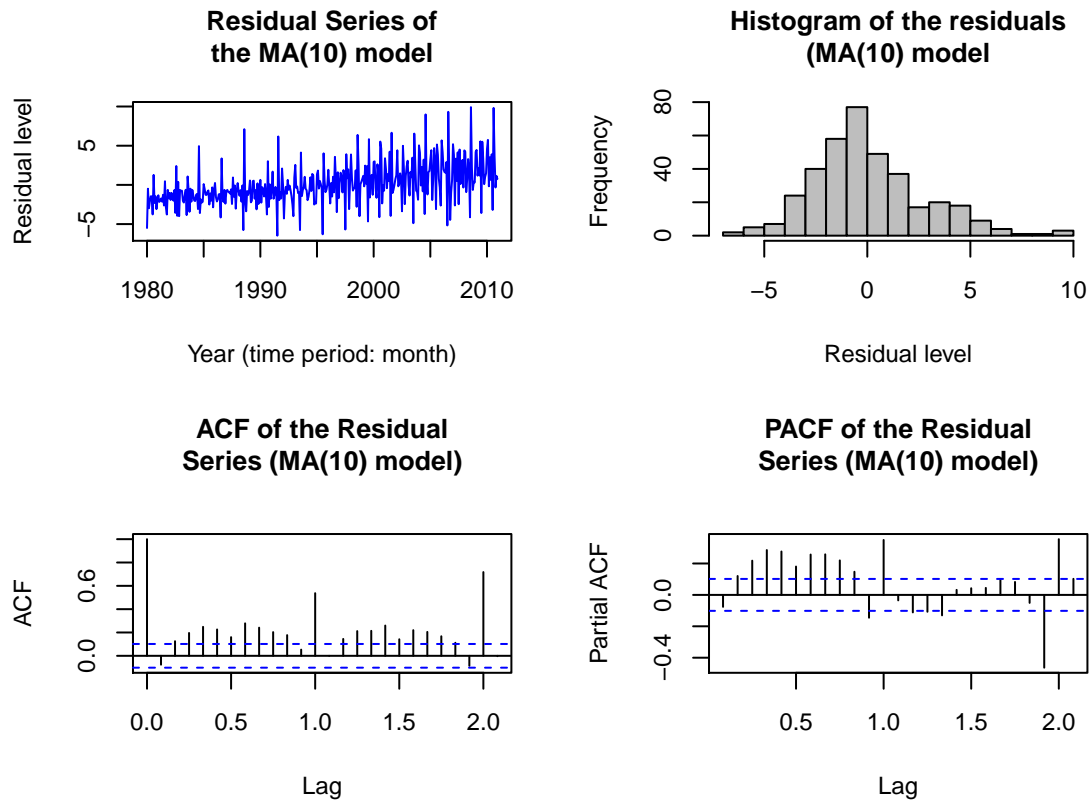 Residual Series of
the MA(10) model
Residual level
5
−5
1980 1990 2000 2010
Year (time period: month)
Histogram of the residuals
(MA(10) model
Frequency
80
40
0
−5 0 5 10
Residual level
ACF of the Residual
Series (MA(10) model)
ACF
0.6
0.0
0.0 0.5 1.0 1.5 2.0
Lag
PACF of the Residual
Series (MA(10) model)
Partial ACF
0.0
−0.4
0.5 1.0 1.5 2.0
Lag